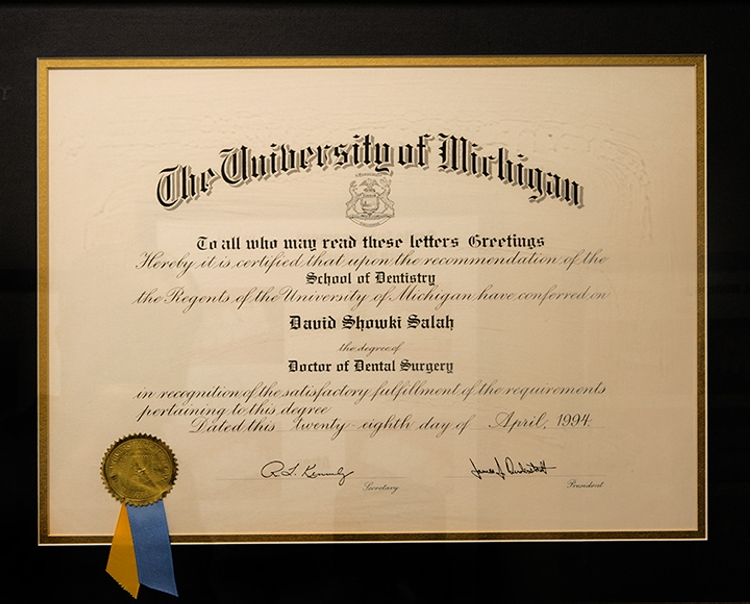 The University of Michigan
To all who may read these letters Greetings
Hereby it is certified that upon the recommendation of the
School of Dentistry
the Regents of the University of Michigan have conferred on
David Showki Salah
the degree of
Doctor of Dental Surgery
in recognition of the satisfactory fulfillment of the requirements
pertaining to this degree
Dated this Twenty-eighth day of April, 1994.
Secretary
President